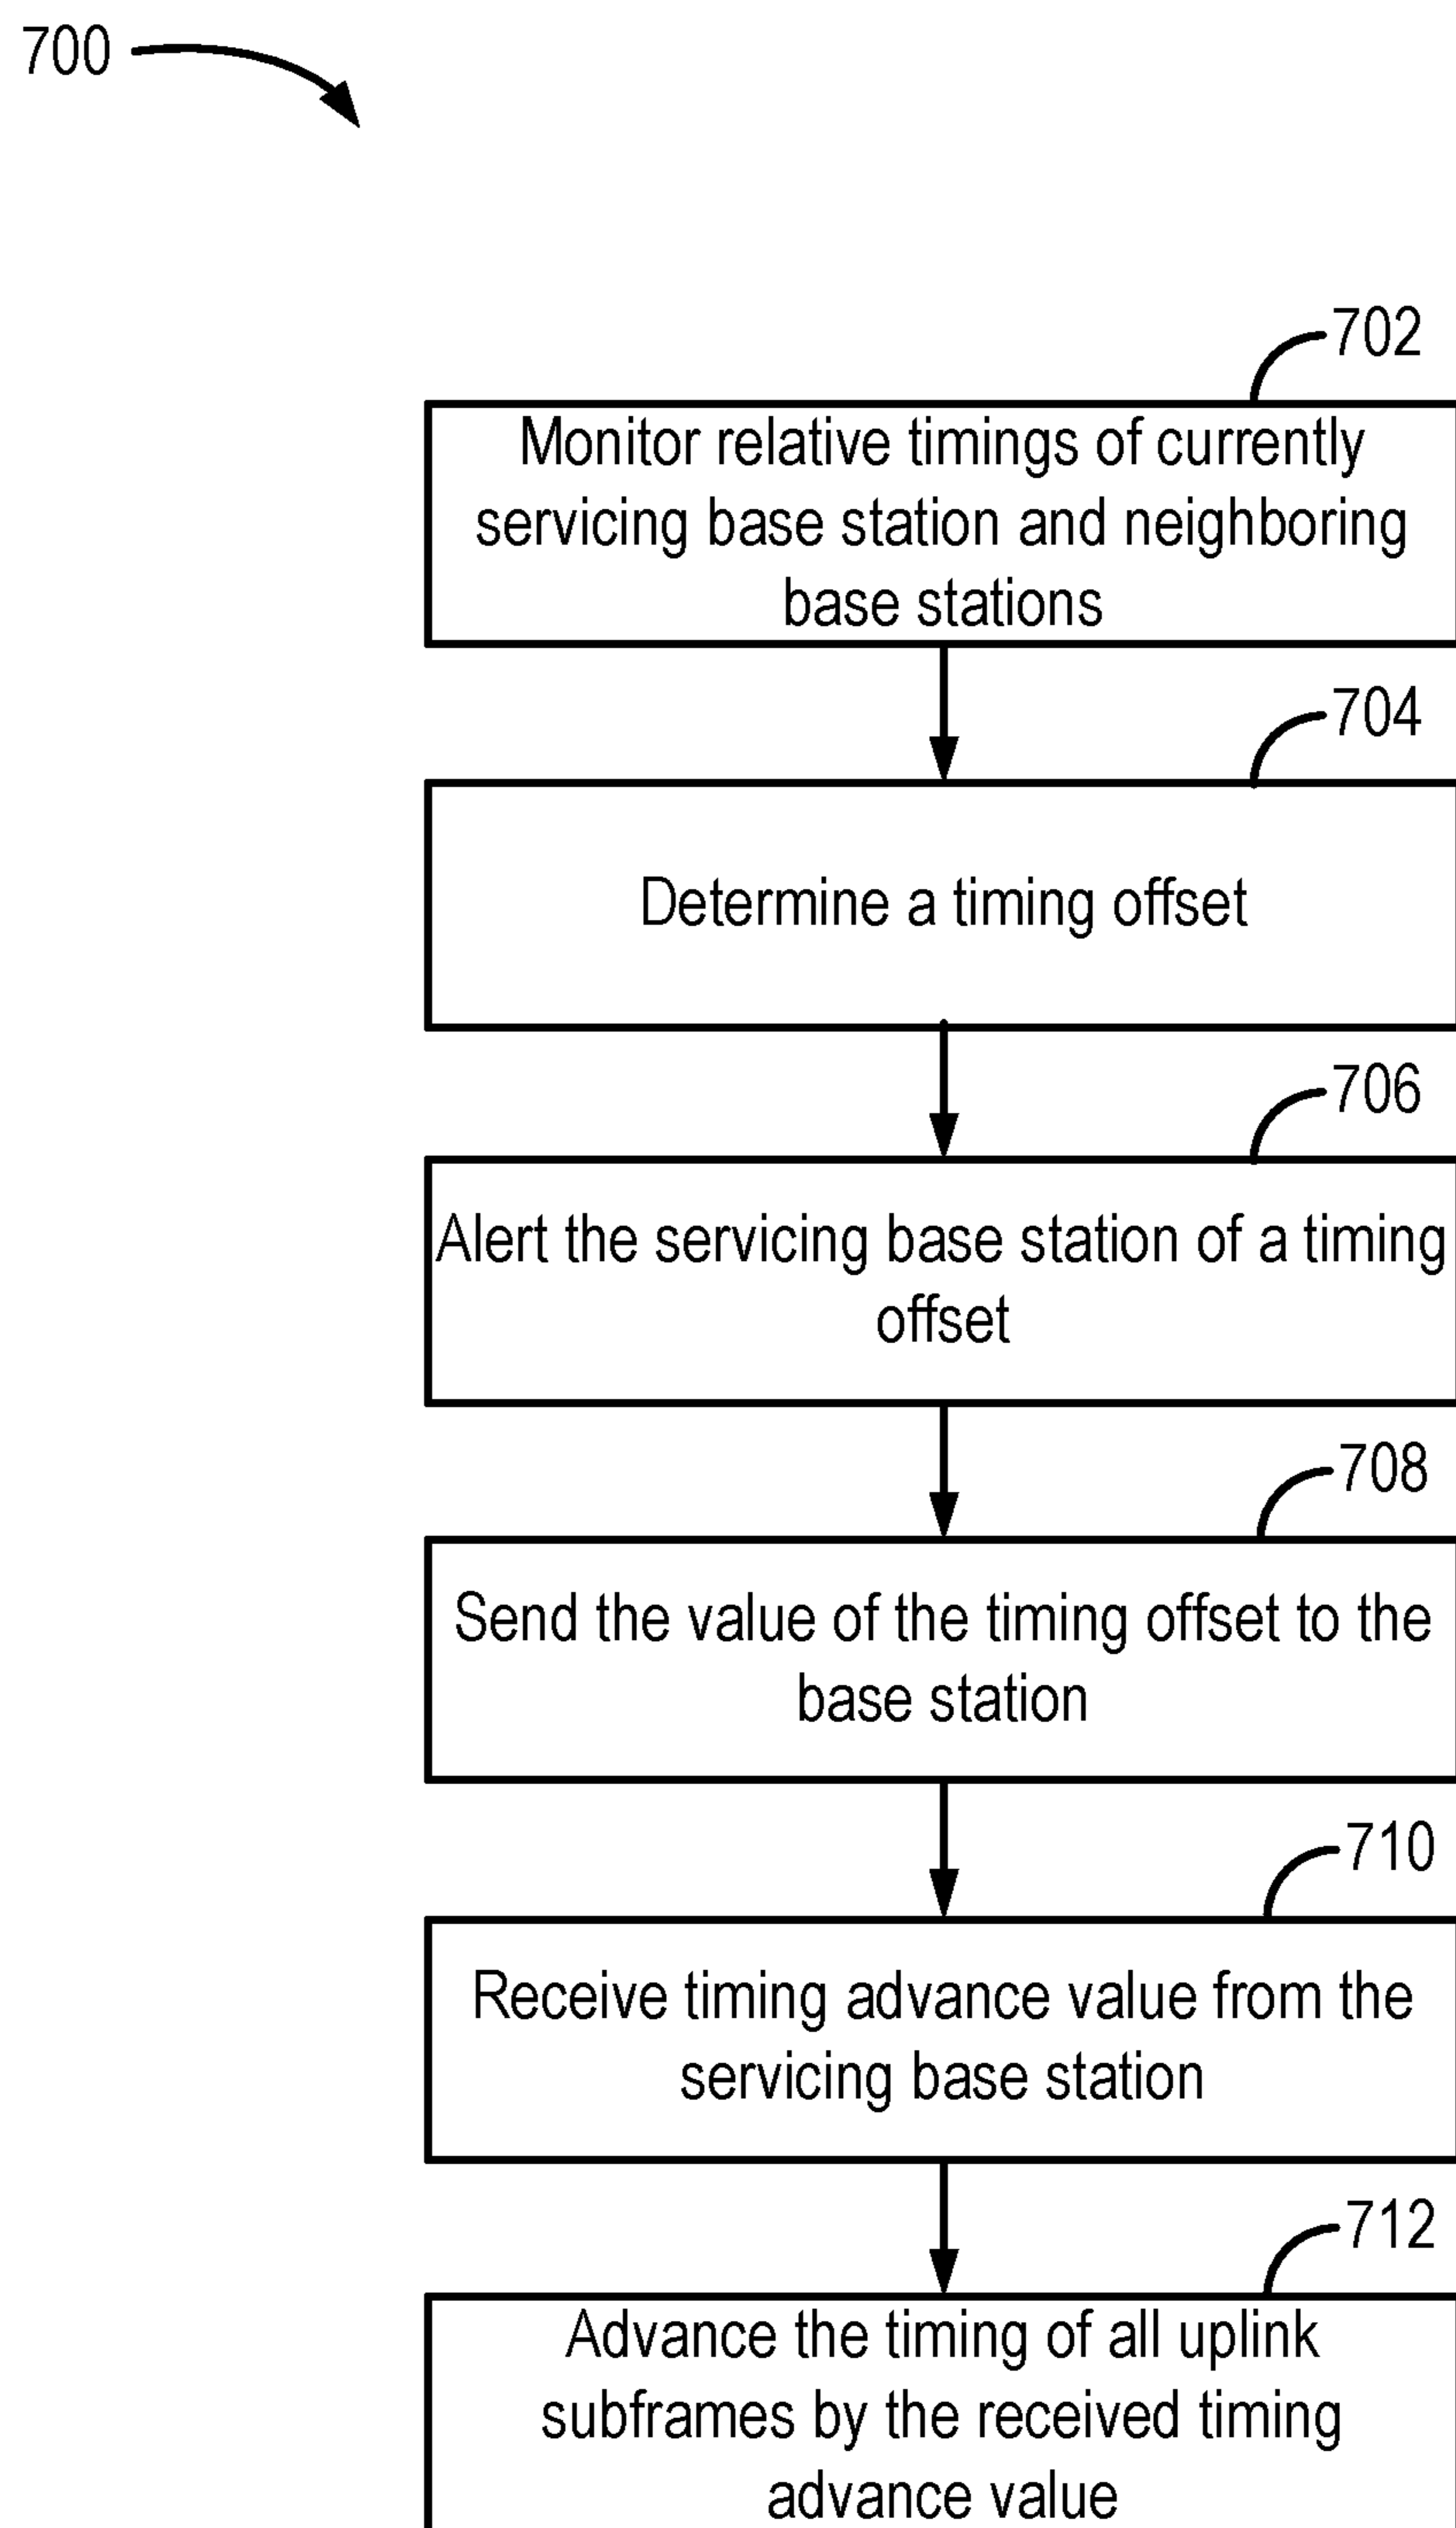 700
702
Monitor relative timings of currently
servicing base station and neighboring
base stations
704
Determine a timing offset
706
Alert the servicing base station of a timing
offset
708
Send the value of the timing offset to the
base station
710
Receive timing advance value from the
servicing base station
712
Advance the timing of all uplink
subframes by the received timing
advance value